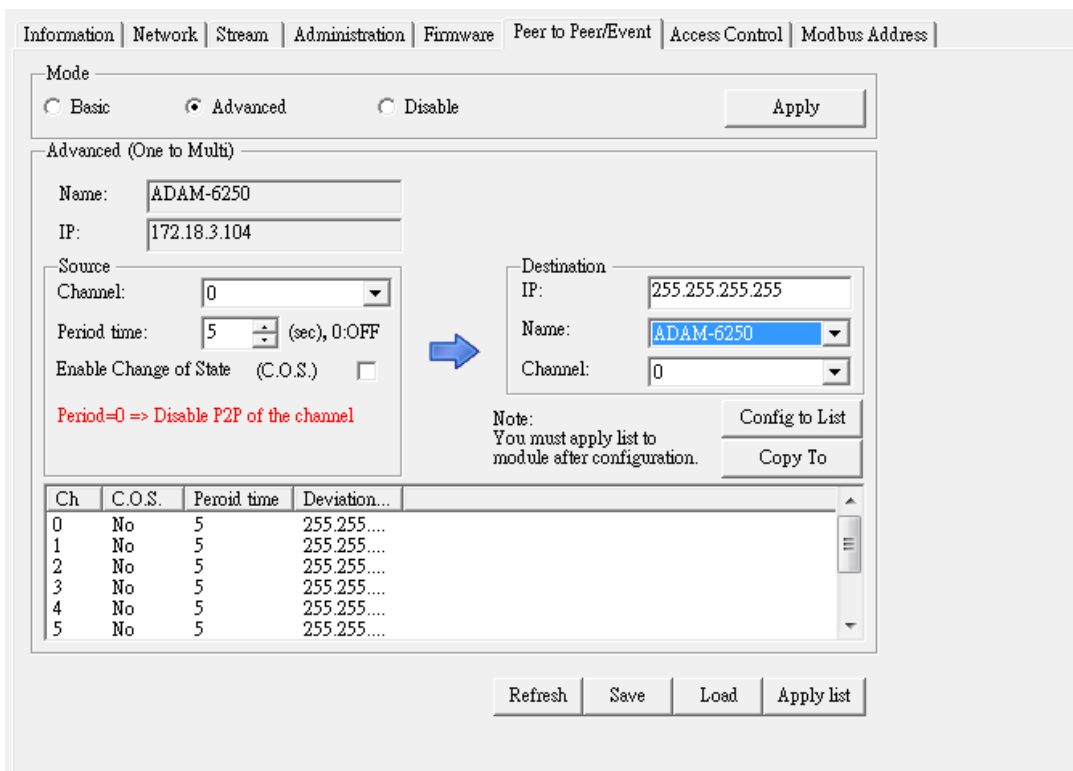 Information Network Stream Administration Firmware Peer to Peer/Event Access Control Modbus Address
Mode
Basic Advanced Disable Apply
Advanced (One to Multi)
Name: ADAM-6250
IP: 172.18.3.104
Source
Channel: 0
Period time: 5 (sec), 0:OFF
Enable Change of State (C.O.S.)
Period=0 => Disable P2P of the channel
Destination
IP: 255.255.255.255
Name: ADAM-6250
Channel: 0
Note:
You must apply list to
module after configuration.
Config to List
Copy To
Ch C.O.S. Peroid time Deviation...
0 No 5 255.255....
1 No 5 255.255....
2 No 5 255.255....
3 No 5 255.255....
4 No 5 255.255....
5 No 5 255.255....
Refresh Save Load Apply list